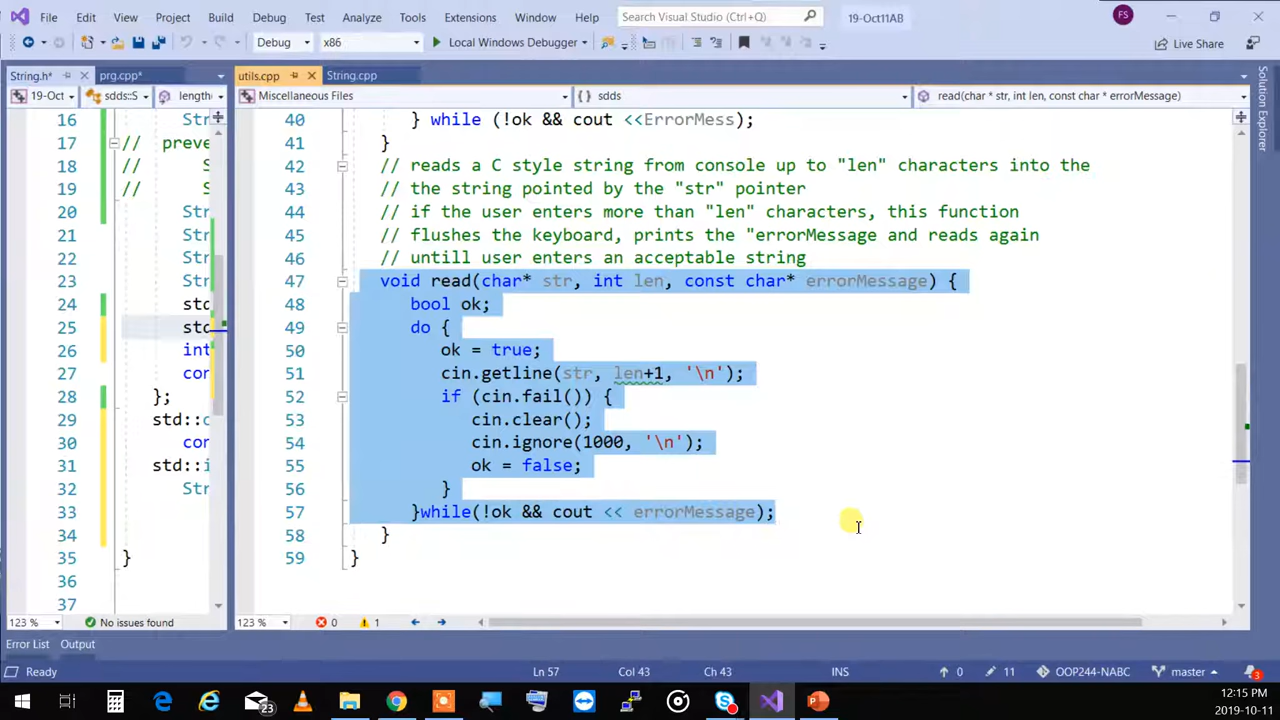 File Edit View Project Build Debug Test Analyze Tools Extensions Window Help Search Visual Studio (Ctrl+Q) 19-Oct11AB FS
Debug x86 Local Windows Debugger Live Share
String.h* prg.cpp* utils.cpp String.cpp
19-Oct sdds::S length Miscellaneous Files sdds read(char * str, int len, const char * errorMessage)
Solution Explorer
16 Str
17 // preve
18 // S
19 // S
20 Str
21 Str
22 Str
23 Str
24 std
25 std
26 int
27 con
28 };
29 std::o
30 con
31 std::i
32 Str
33
34
35 }
36
37
40 } while (!ok && cout <<ErrorMess);
41 }
42 // reads a C style string from console up to "len" characters into the
43 // the string pointed by the "str" pointer
44 // if the user enters more than "len" characters, this function
45 // flushes the keyboard, prints the "errorMessage and reads again
46 // untill user enters an acceptable string
47 void read(char* str, int len, const char* errorMessage) {
48 bool ok;
49 do {
50 ok = true;
51 cin.getline(str, len+1, '\n');
52 if (cin.fail()) {
53 cin.clear();
54 cin.ignore(1000, '\n');
55 ok = false;
56 }
57 }while(!ok && cout << errorMessage);
58 }
59 }
123 % No issues found 123 % 0 1
Error List Output
Ready Ln 57 Col 43 Ch 43 INS 0 11 OOP244-NABC master 3
23 12:15 PM
2019-10-11